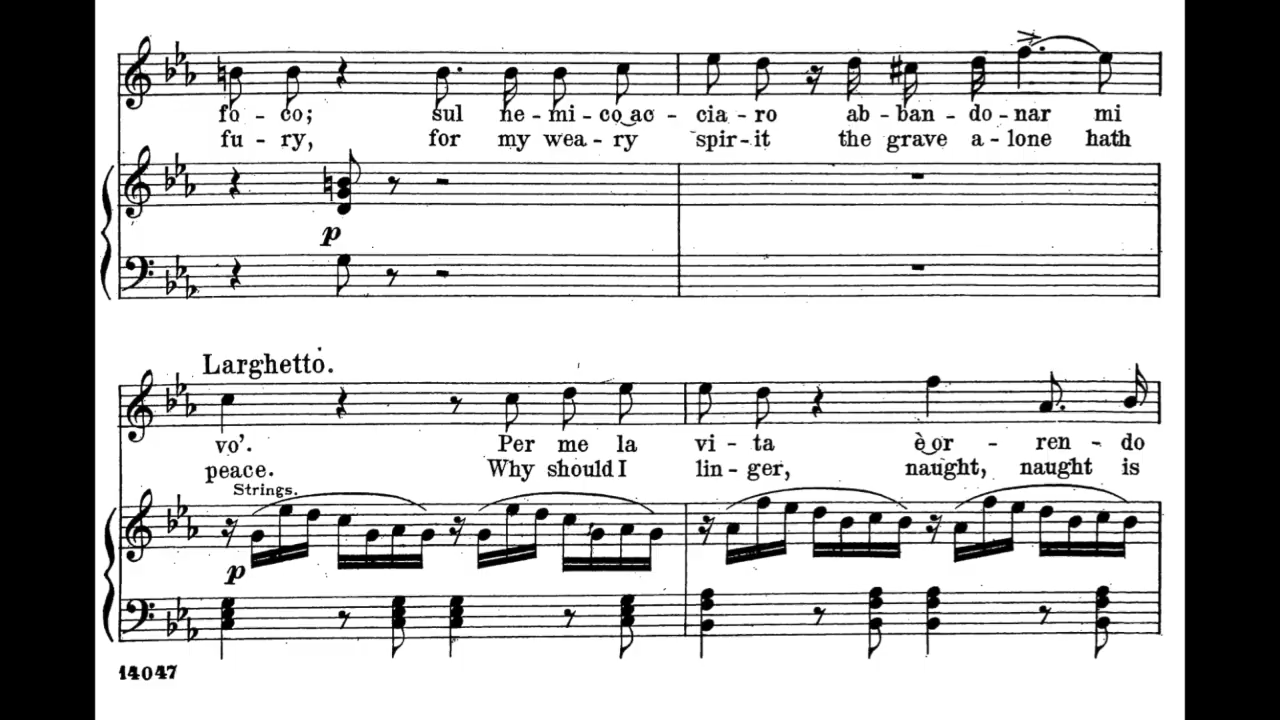 fo - co; sul ne - mi - co ac - cia - ro ab - ban - do - nar mi
fu - ry, for my wea - ry spir - it the grave a - lone hath
p
Larghetto.
vo'. Per me la vi - ta è or - ren - do
peace. Why should I lin - ger, naught, naught is
Strings.
p
14047